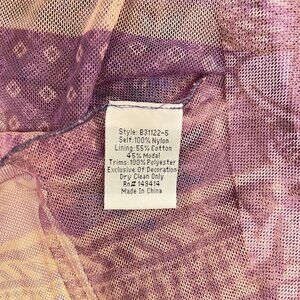 Style: B31122-S
Self: 100% Nylon
Lining: 55% Cotton
45% Modal
Trims: 100% Polyester
Exclusive Of Decoration
Dry Clean Only
Rn# 149414
Made In China